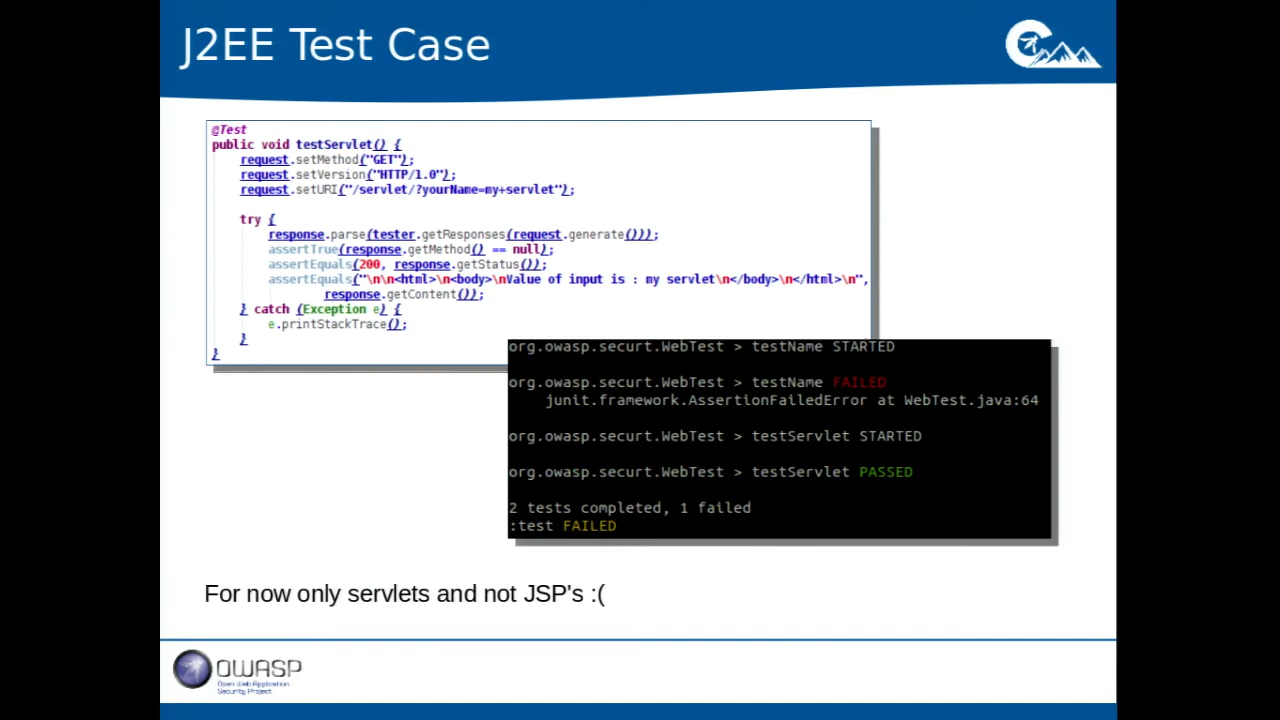 J2EE Test Case
@Test
public void testServlet() {
request.setMethod("GET");
request.setVersion("HTTP/1.0");
request.setURI("/servlet/?yourName=my+servlet");
try {
response.parse(tester.getResponses(request.generate()));
assertTrue(response.getMethod() == null);
assertEquals(200, response.getStatus());
assertEquals("\n\n<html>\n<body>\nValue of input is : my servlet\n</body>\n</html>\n",
response.getContent());
} catch (Exception e) {
e.printStackTrace();
}
}
org.owasp.securt.WebTest > testName STARTED
org.owasp.securt.WebTest > testName FAILED
junit.framework.AssertionFailedError at WebTest.java:64
org.owasp.securt.WebTest > testServlet STARTED
org.owasp.securt.WebTest > testServlet PASSED
2 tests completed, 1 failed
:test FAILED
For now only servlets and not JSP's :(
OWASP
Open Web Application
Security Project